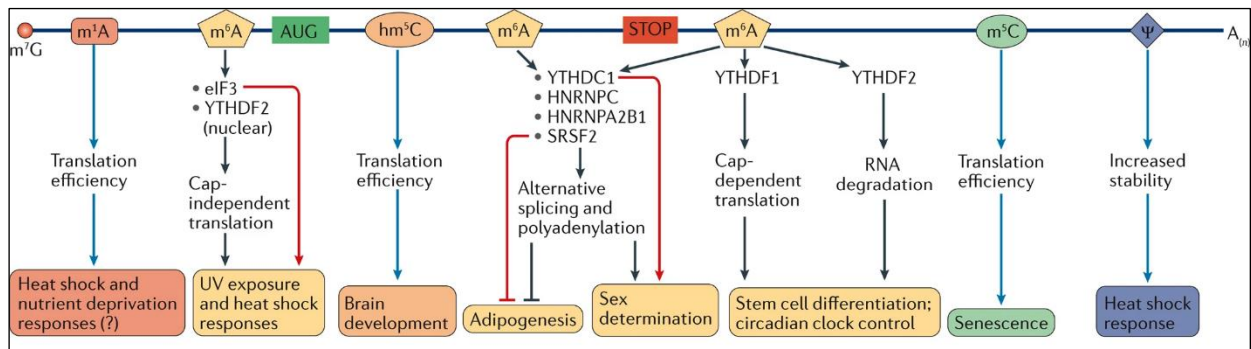 m⁷G
m¹A
m⁶A
AUG
hm⁵C
m⁶A
STOP
m⁶A
m⁵C
Ψ
A(n)
Translation
efficiency
Heat shock and
nutrient deprivation
responses (?)
• eIF3
• YTHDF2
(nuclear)
Cap-
independent
translation
UV exposure
and heat shock
responses
Translation
efficiency
Brain
development
• YTHDC1
• HNRNPC
• HNRNPA2B1
• SRSF2
Alternative
splicing and
polyadenylation
Adipogenesis
Sex
determination
YTHDF1
Cap-
dependent
translation
YTHDF2
RNA
degradation
Stem cell differentiation;
circadian clock control
Translation
efficiency
Senescence
Increased
stability
Heat shock
response